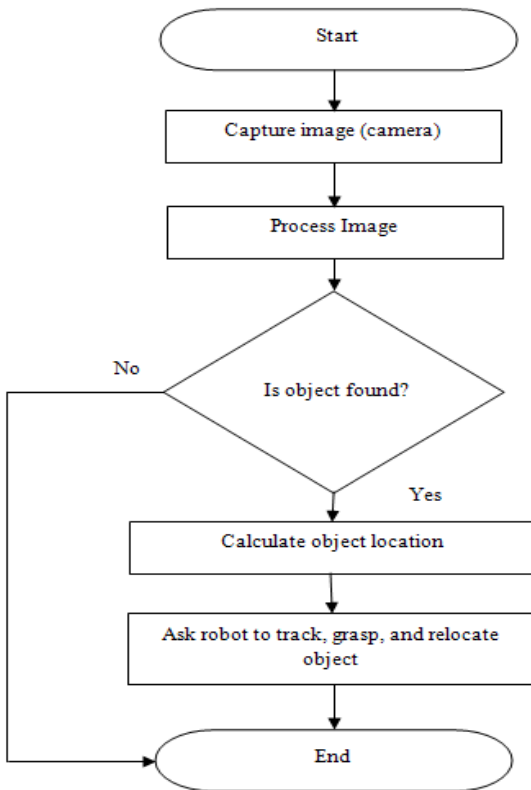 Start
Capture image (camera)
Process Image
No
Is object found?
Yes
Calculate object location
Ask robot to track, grasp, and relocate
object
End